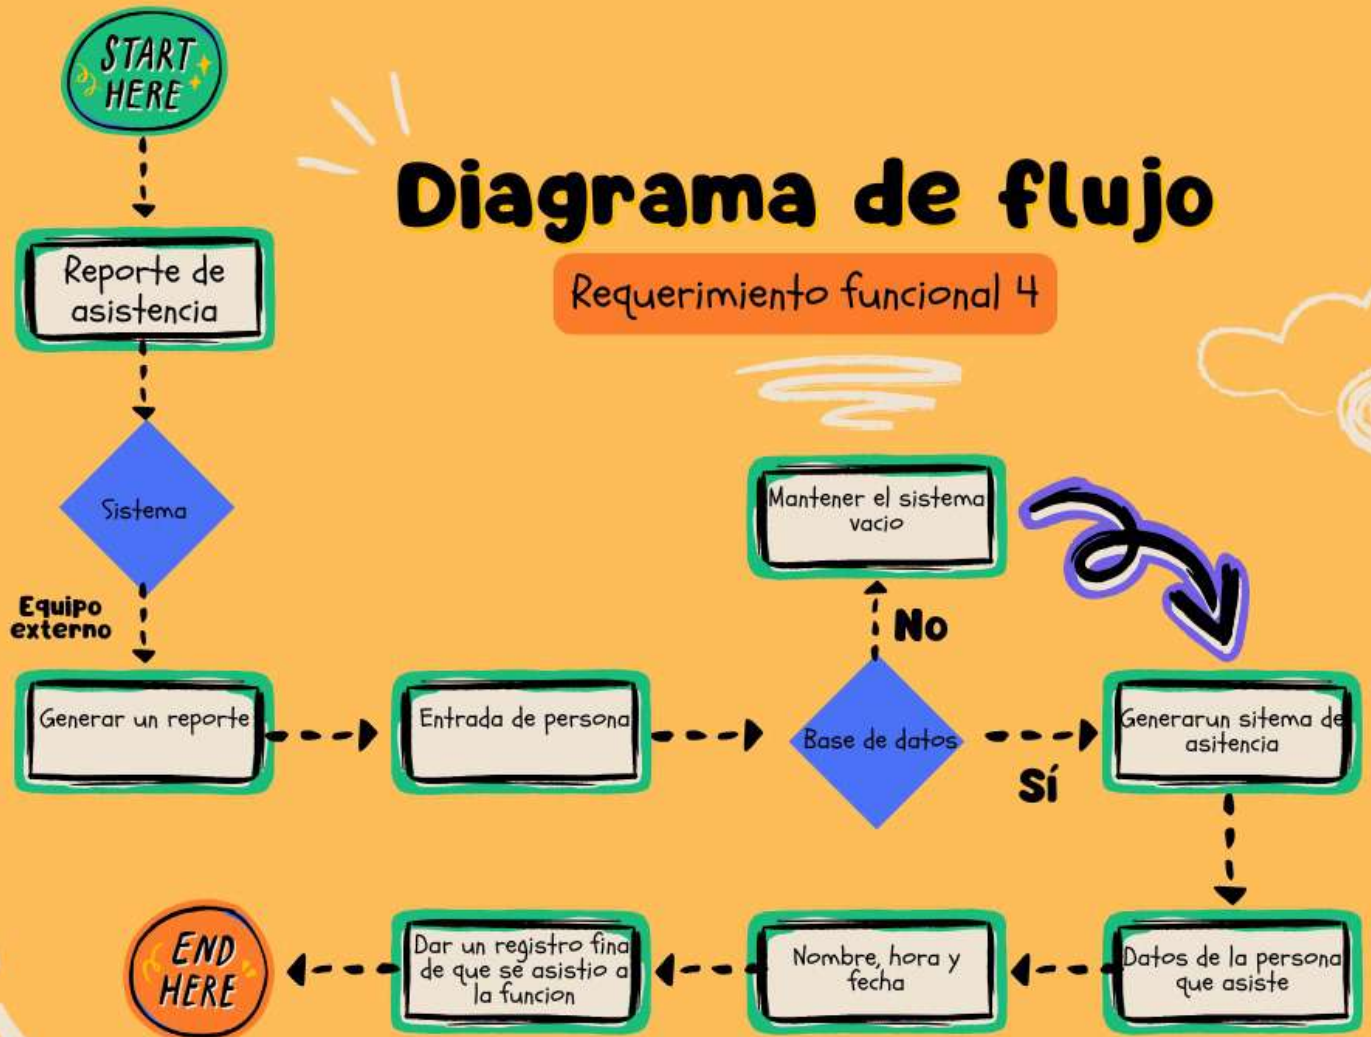 START
HERE
Diagrama de flujo
Requerimiento funcional 4
Reporte de
asistencia
Sistema
Equipo
externo
Generar un reporte
Entrada de persona
Base de datos
No
Mantener el sistema
vacio
Sí
Generarun sitema de
asitencia
Datos de la persona
que asiste
Nombre, hora y
fecha
Dar un registro final
de que se asistio a
la funcion
END
HERE